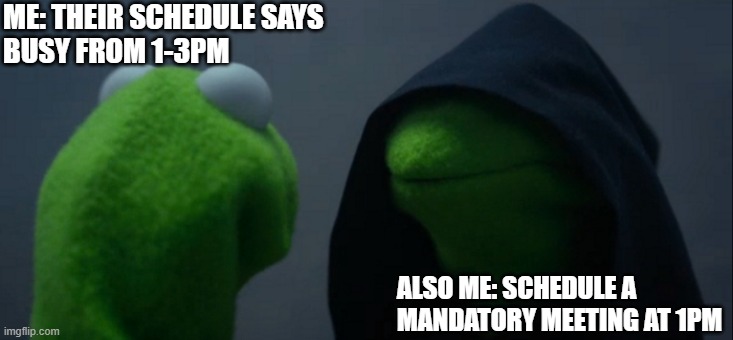 ME: THEIR SCHEDULE SAYS
BUSY FROM 1-3PM
ALSO ME: SCHEDULE A
MANDATORY MEETING AT 1PM
imgflip.com